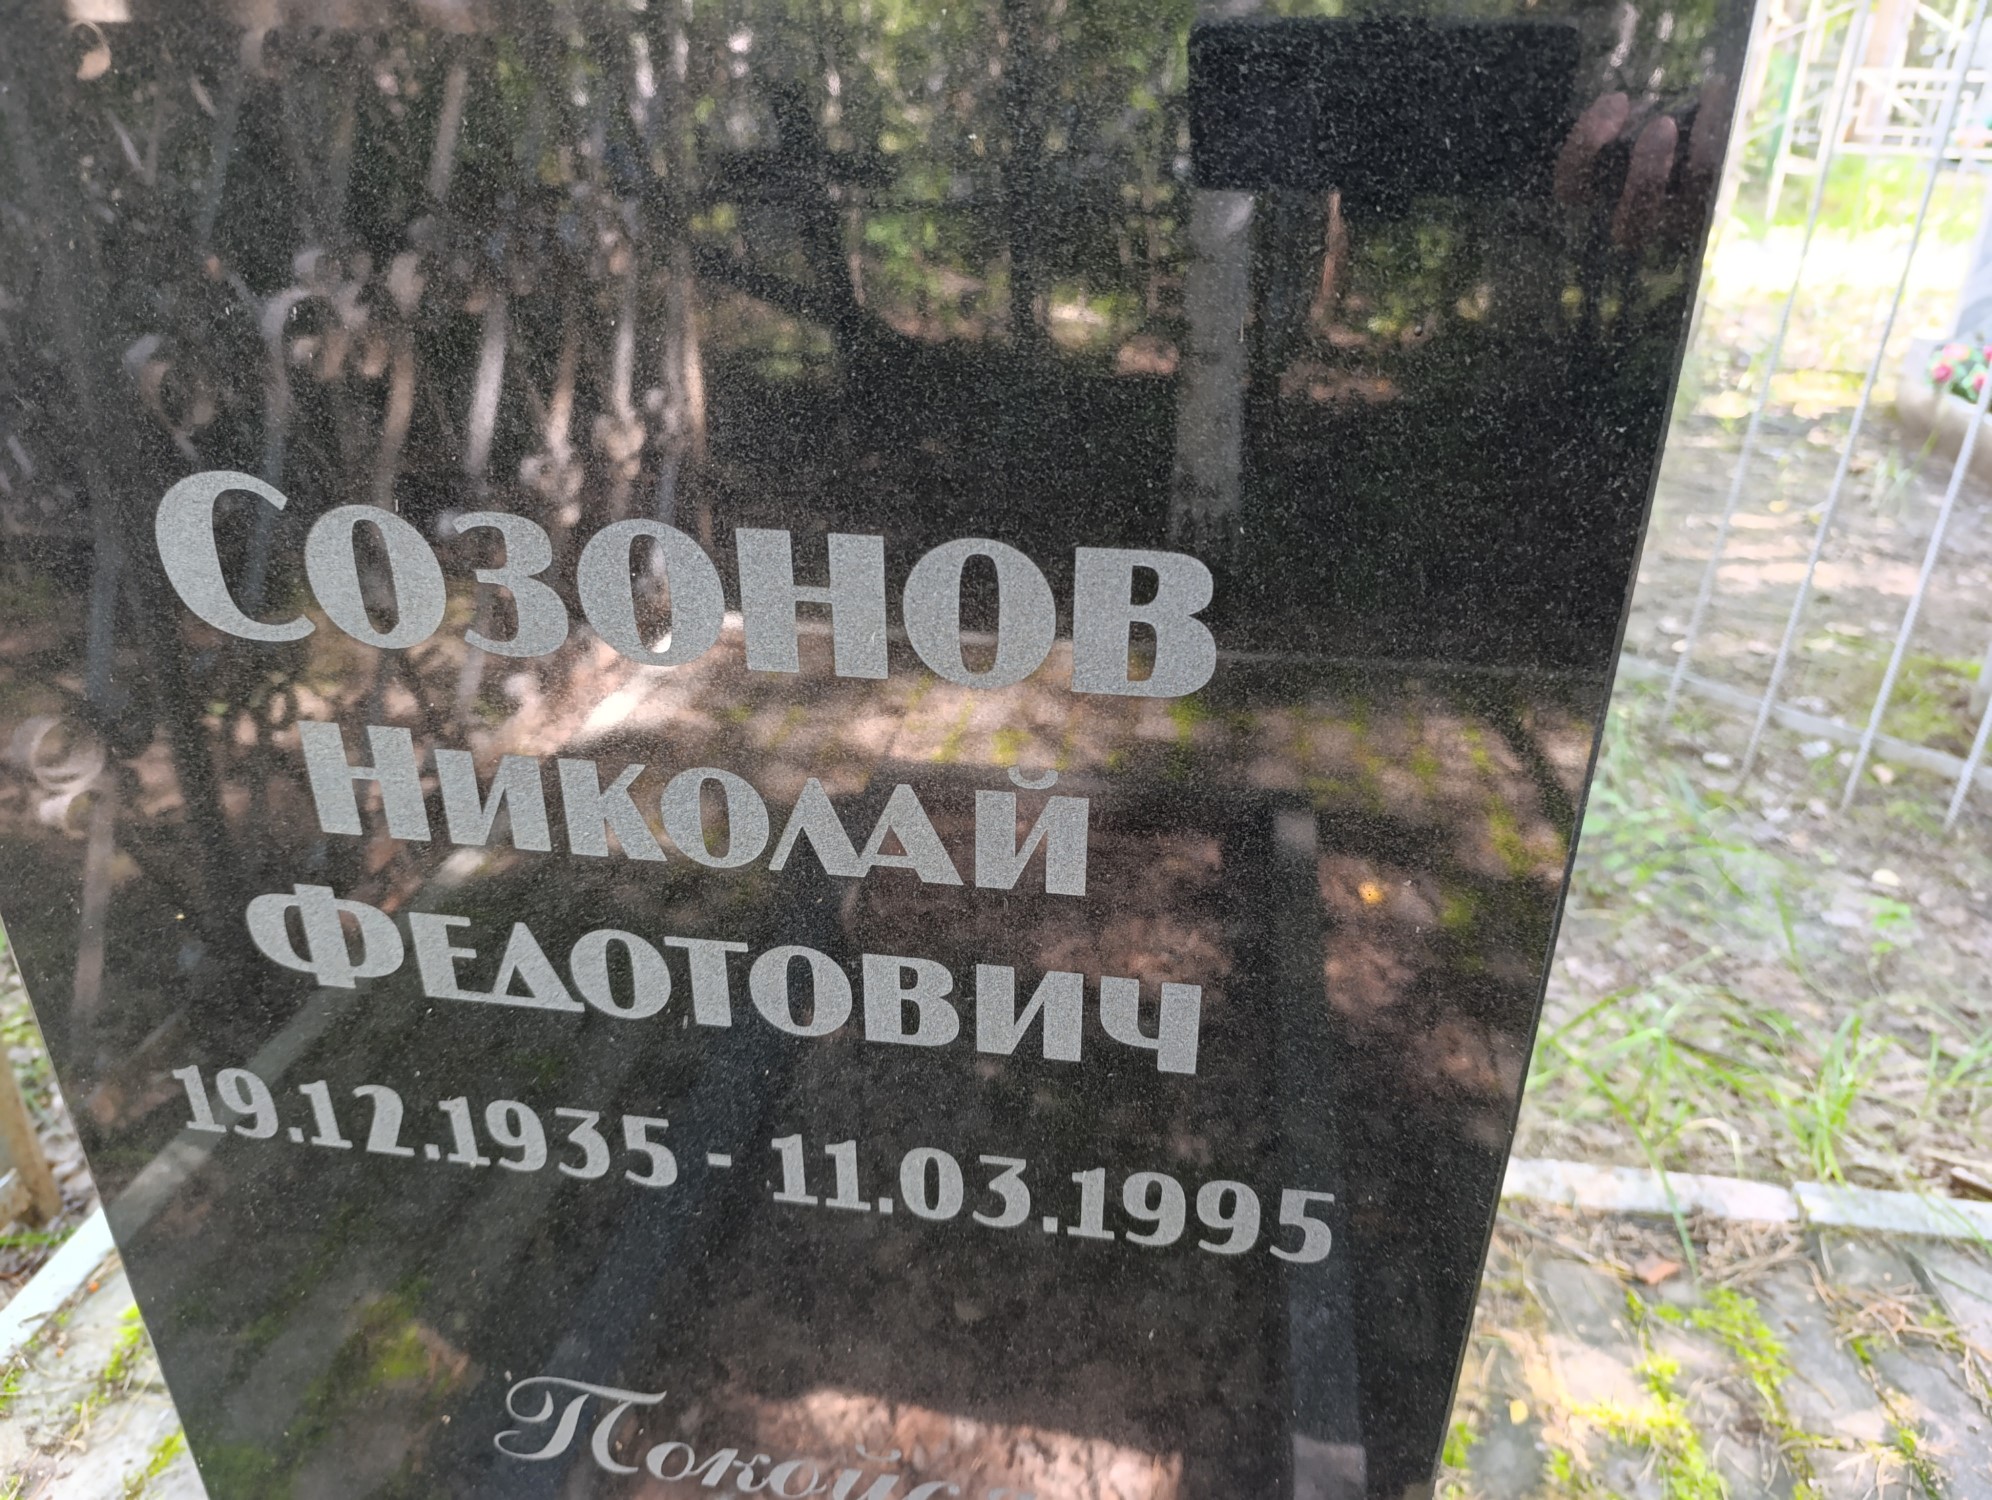 Созонов
Николай
Федотович
19.12.1935 - 11.03.1995